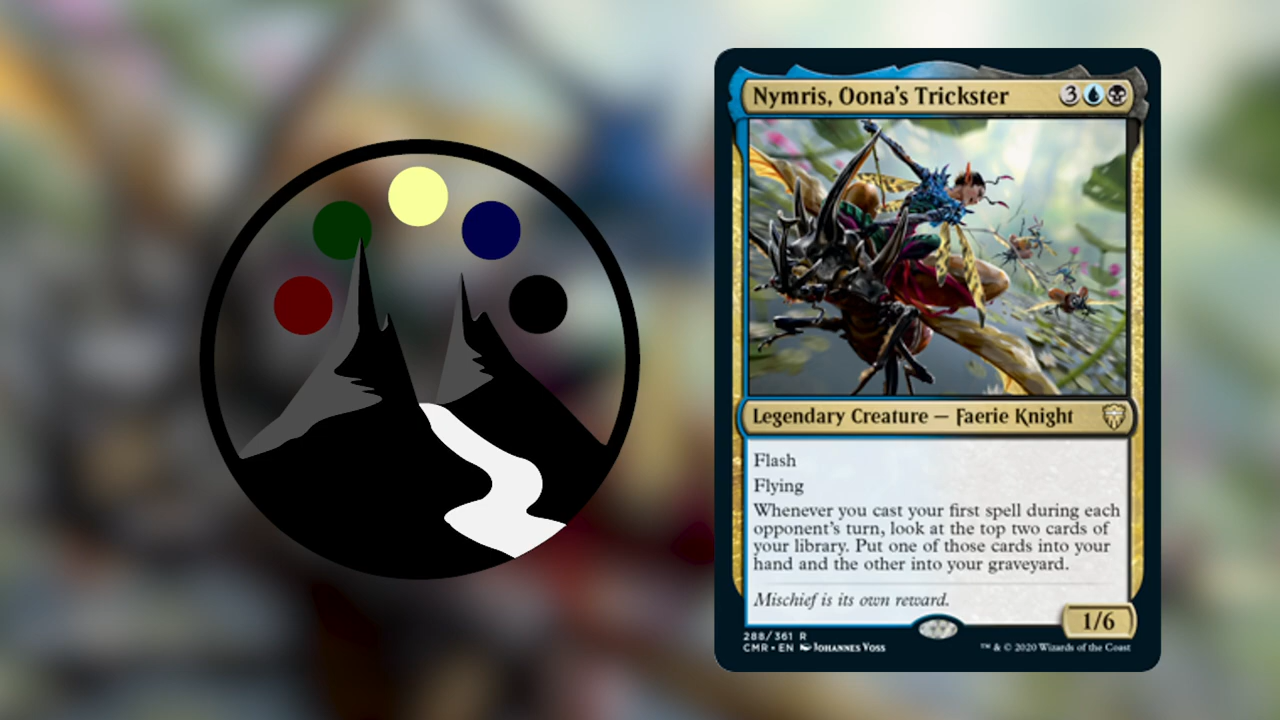 Nymris, Oona's Trickster 3
Legendary Creature — Faerie Knight
Flash
Flying
Whenever you cast your first spell during each
opponent's turn, look at the top two cards of
your library. Put one of those cards into your
hand and the other into your graveyard.
Mischief is its own reward.
1/6
288/361 R
CMR • EN Johannes Voss
™ & © 2020 Wizards of the Coast